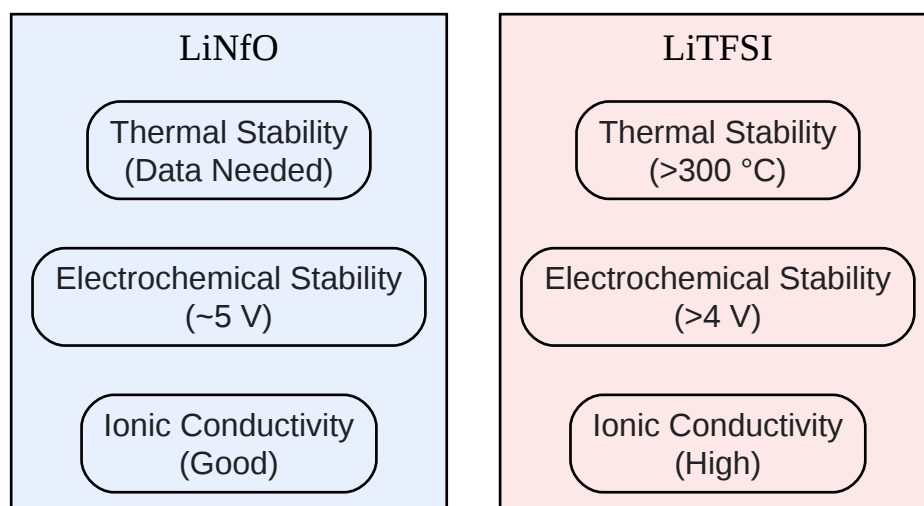 LiNfO
Thermal Stability
(Data Needed)
Electrochemical Stability
(~5 V)
Ionic Conductivity
(Good)
LiTFSI
Thermal Stability
(>300 °C)
Electrochemical Stability
(>4 V)
Ionic Conductivity
(High)